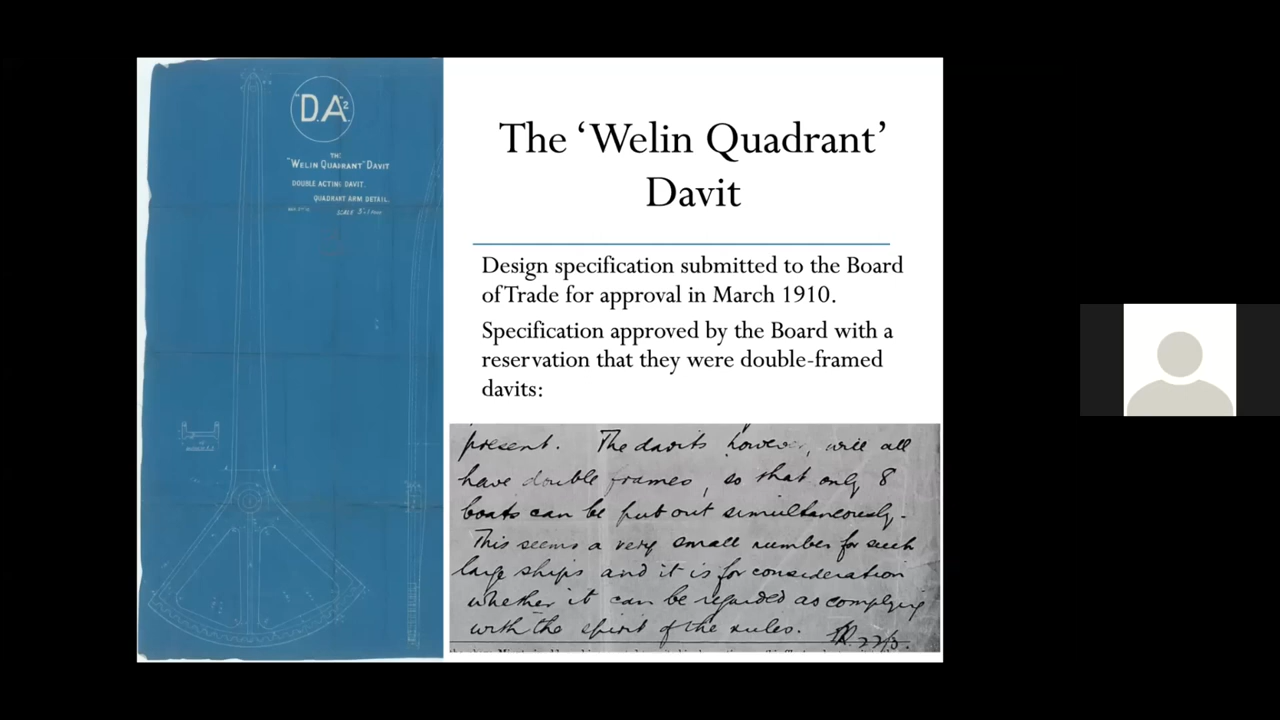 "D.A"2
THE
"WELIN QUADRANT" DAVIT
DOUBLE ACTING DAVIT.
QUADRANT ARM DETAIL.
SCALE
The ‘Welin Quadrant’
Davit
Design specification submitted to the Board
of Trade for approval in March 1910.
Specification approved by the Board with a
reservation that they were double-framed
davits:
present. The davits however, will all
have double frames, so that only 8
boats can be put out simultaneously.
This seems a very small number for such
large ships and it is for consideration
whether it can be regarded as complying
with the spirit of the rules. 22/3.